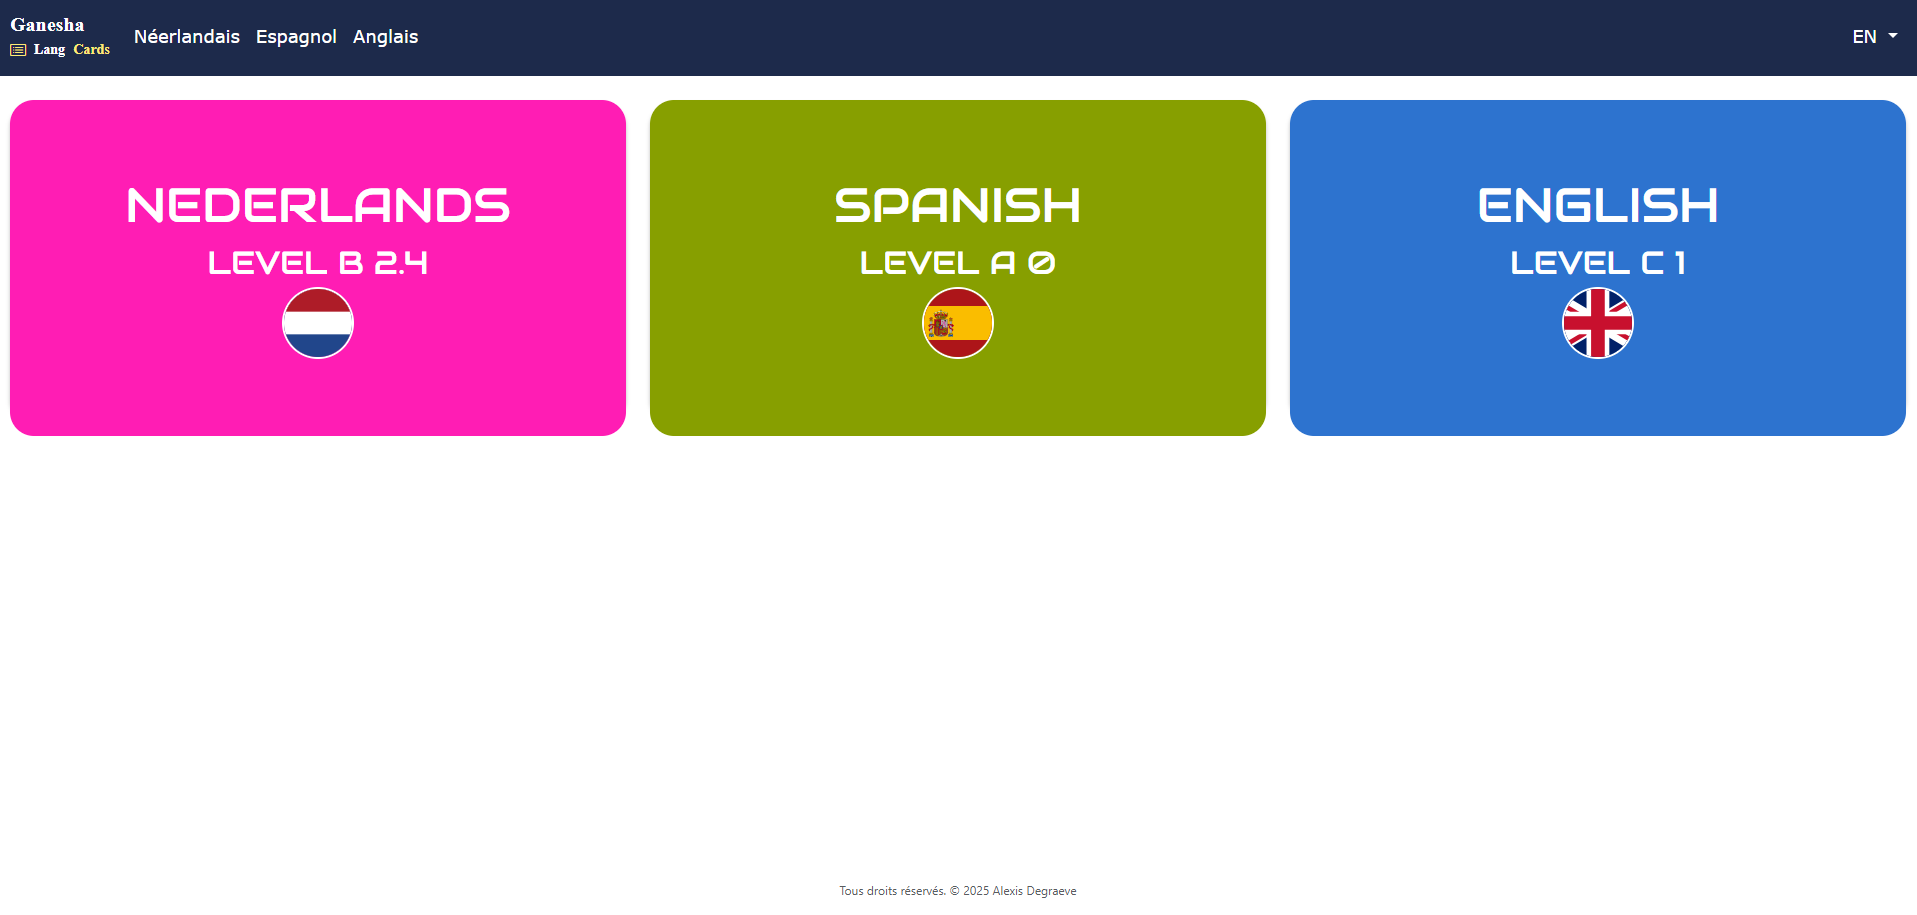 Ganesha
Lang Cards
Néerlandais Espagnol Anglais
EN
NEDERLANDS
LEVEL B 2.4
SPANISH
LEVEL A 0
ENGLISH
LEVEL C 1
Tous droits réservés. © 2025 Alexis Degraeve